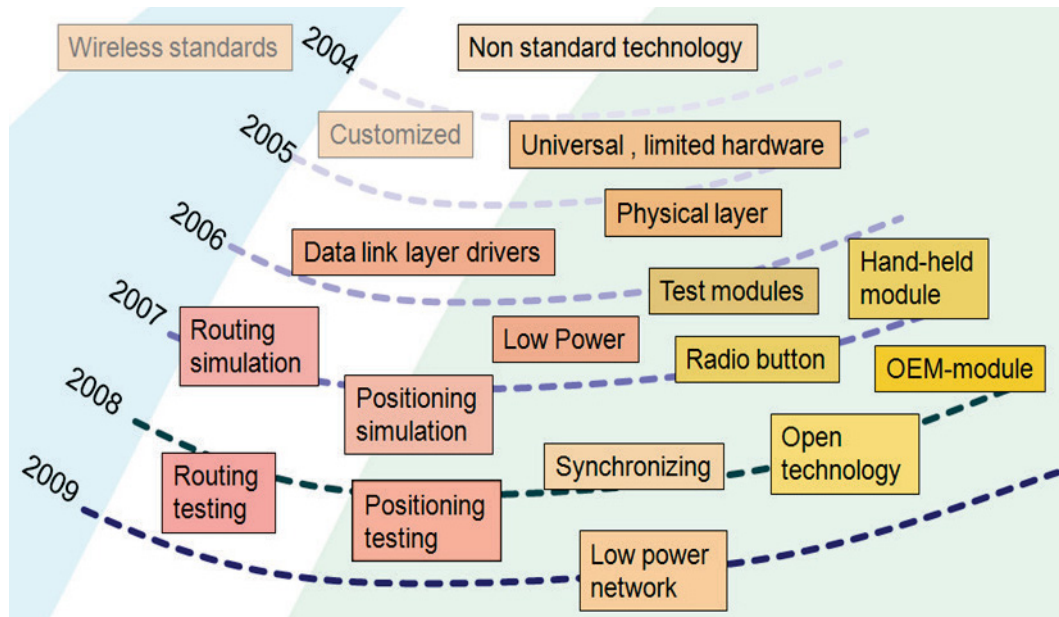 Wireless standards
2004
Non standard technology
Customized
2005
Universal , limited hardware
Physical layer
2006
Data link layer drivers
Hand-held
module
Test modules
2007
Routing
simulation
Low Power
Radio button
OEM-module
Positioning
simulation
2008
Open
technology
Synchronizing
Routing
testing
2009
Positioning
testing
Low power
network